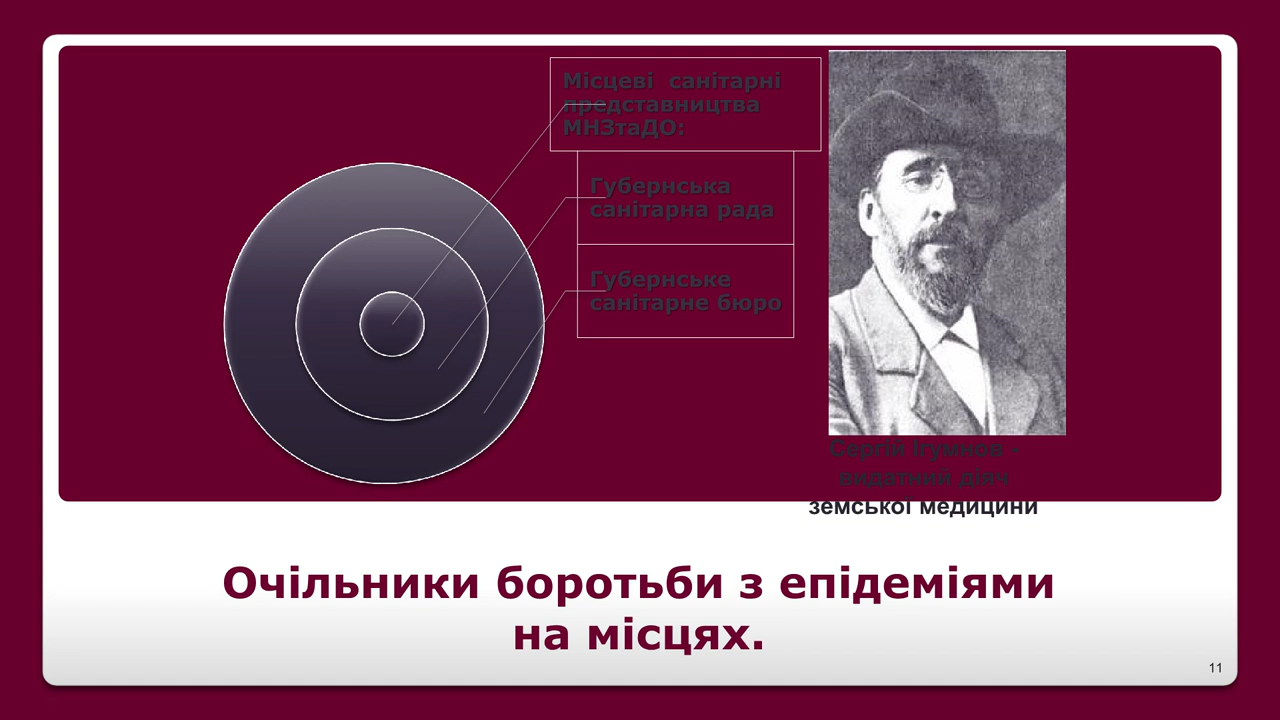 Місцеві санітарні
представництва
МНЗтаДО:
Губернська
санітарна рада
Губернське
санітарне бюро
Сергій Ігумнов -
видатний діяч
земської медицини
Очільники боротьби з епідеміями
на місцях.
11